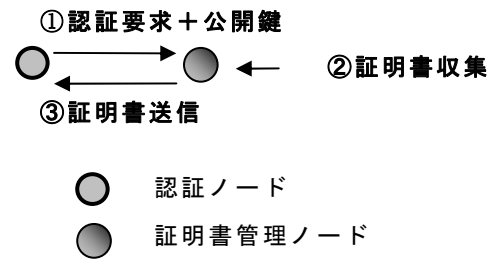 ①認証要求＋公開鍵
②証明書収集
③証明書送信
認証ノード
証明書管理ノード